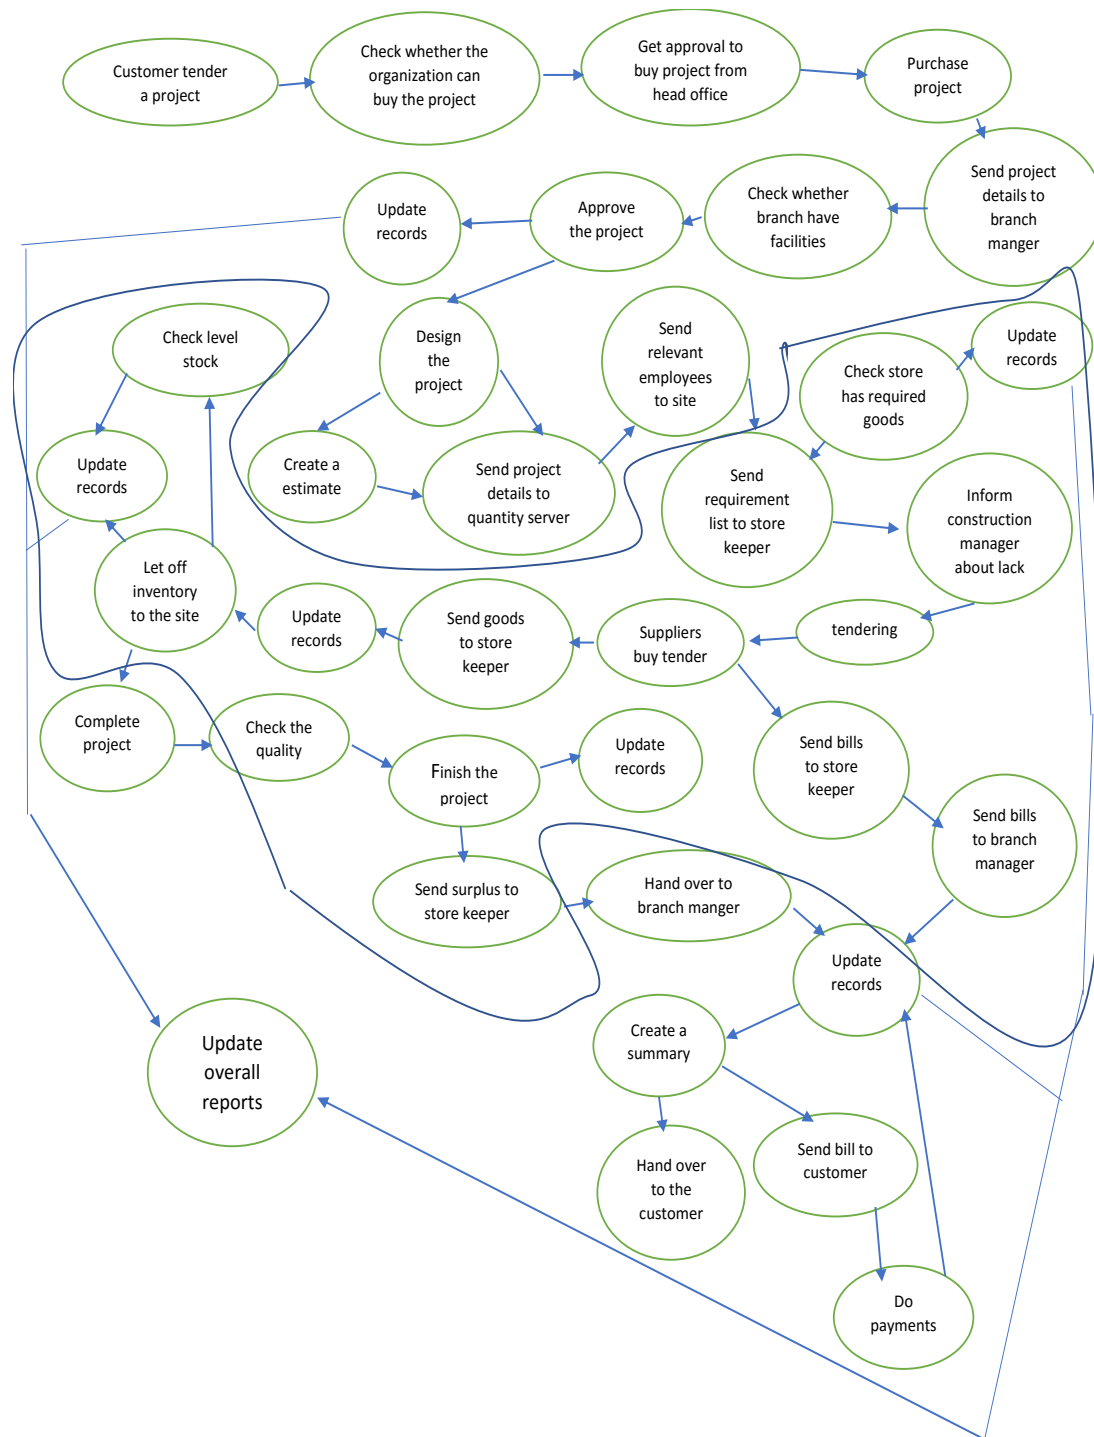 Customer tender
a project
Check whether the
organization can
buy the project
Get approval to
buy project from
head office
Purchase
project
Send project
details to
branch
manger
Check whether
branch have
facilities
Approve
the project
Update
records
Design
the
project
Send
relevant
employees
to site
Check store
has required
goods
Update
records
Check level
stock
Update
records
Create a
estimate
Send project
details to
quantity server
Send
requirement
list to store
keeper
Inform
construction
manager
about lack
Let off
inventory
to the site
Update
records
Send goods
to store
keeper
Suppliers
buy tender
tendering
Complete
project
Check the
quality
Finish the
project
Update
records
Send bills
to store
keeper
Send bills
to branch
manager
Send surplus to
store keeper
Hand over to
branch manger
Update
records
Create a
summary
Update
overall
reports
Hand over
to the
customer
Send bill to
customer
Do
payments